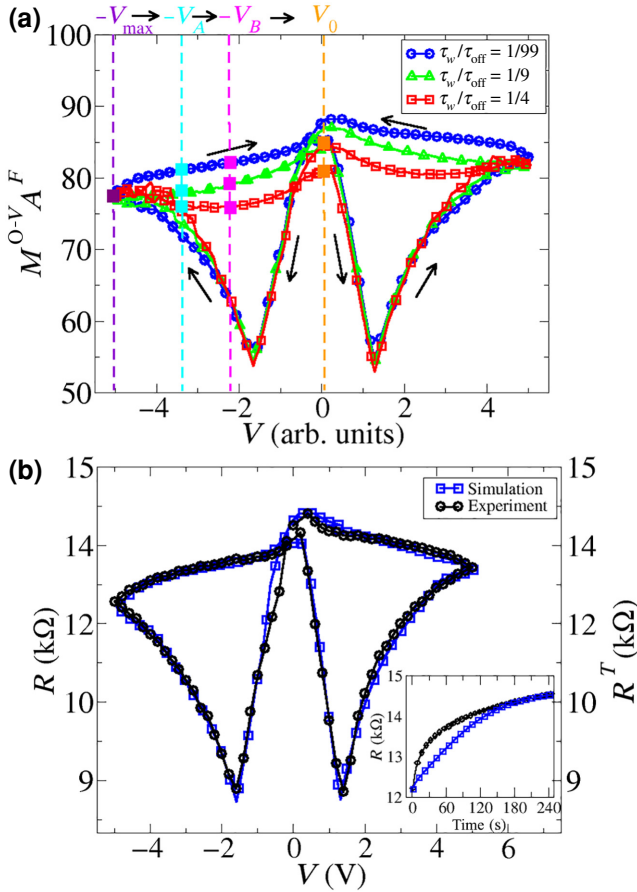 (a)
−V_max → −V_A → −V_B → V_0
τ_w/τ_off = 1/99
τ_w/τ_off = 1/9
τ_w/τ_off = 1/4
M^O-V A^F
100
90
80
70
60
50
−4 −2 0 2 4
V (arb. units)
(b)
Simulation
Experiment
R (kΩ)
15
14
13
12
11
10
9
R^T (kΩ)
15
14
13
12
11
10
9
−4 −2 0 2 4 6
V (V)
R (kΩ)
15
14
13
12
0 60 120 180 240
Time (s)